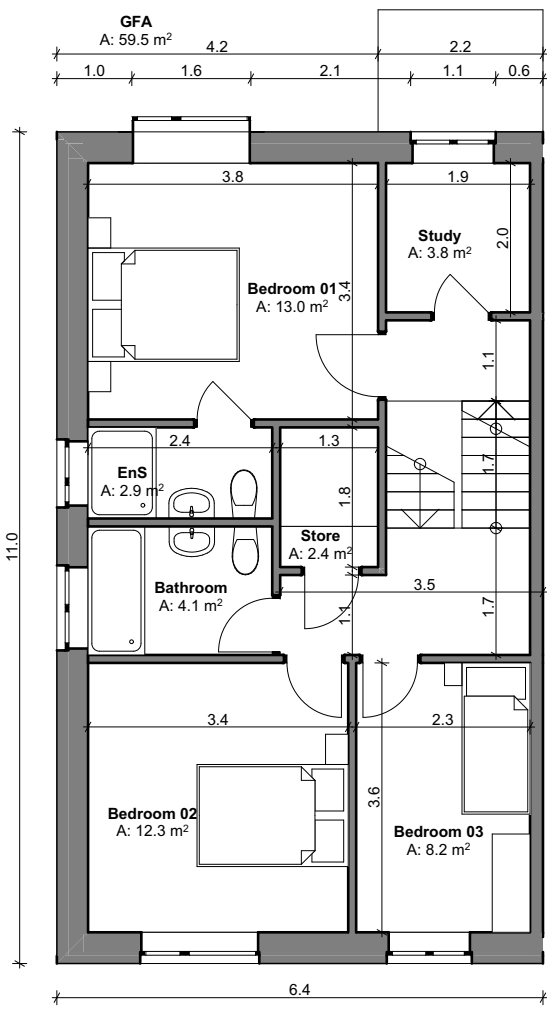 GFA
A: 59.5 m²
4.2
2.2
1.0
1.6
2.1
1.1
0.6
3.8
1.9
Study
A: 3.8 m²
2.0
Bedroom 01
A: 13.0 m²
3.4
1.1
2.4
1.3
EnS
A: 2.9 m²
1.7
1.8
Store
A: 2.4 m²
11.0
Bathroom
A: 4.1 m²
3.5
1.1
1.7
3.4
2.3
3.6
Bedroom 02
A: 12.3 m²
Bedroom 03
A: 8.2 m²
6.4